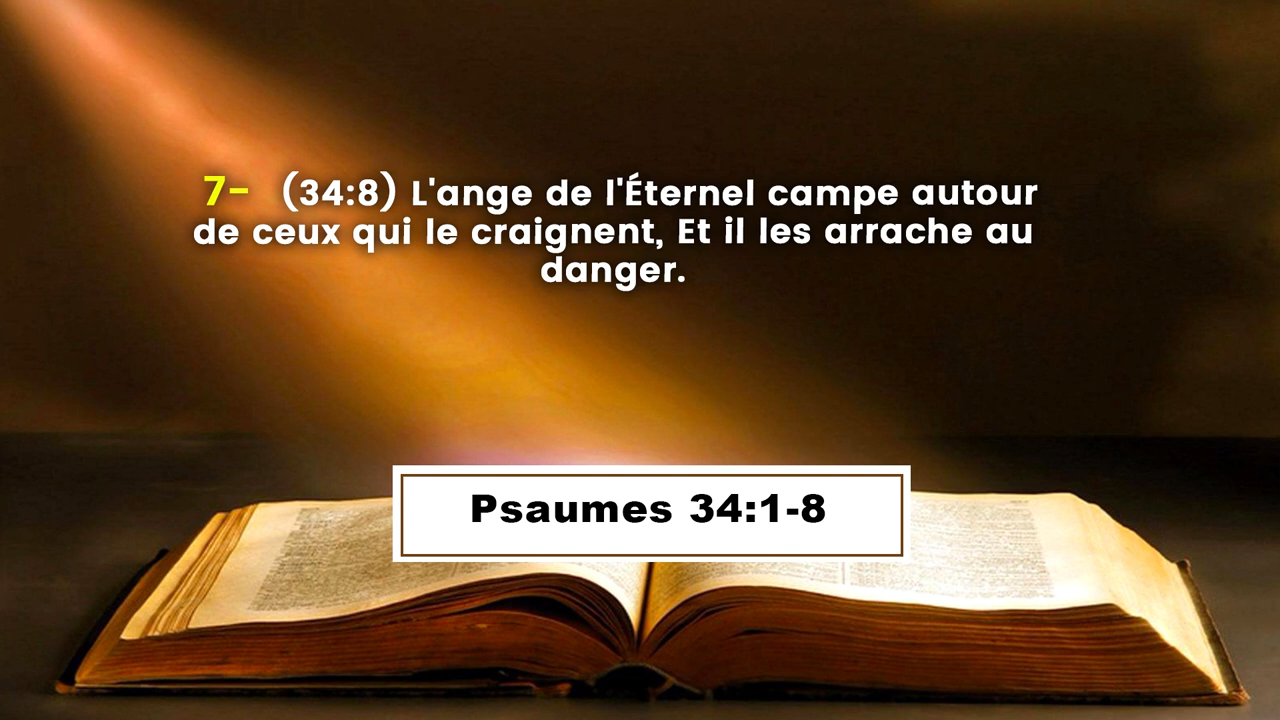 7- (34:8) L'ange de l'Éternel campe autour
de ceux qui le craignent, Et il les arrache au
danger.
Psaumes 34:1-8